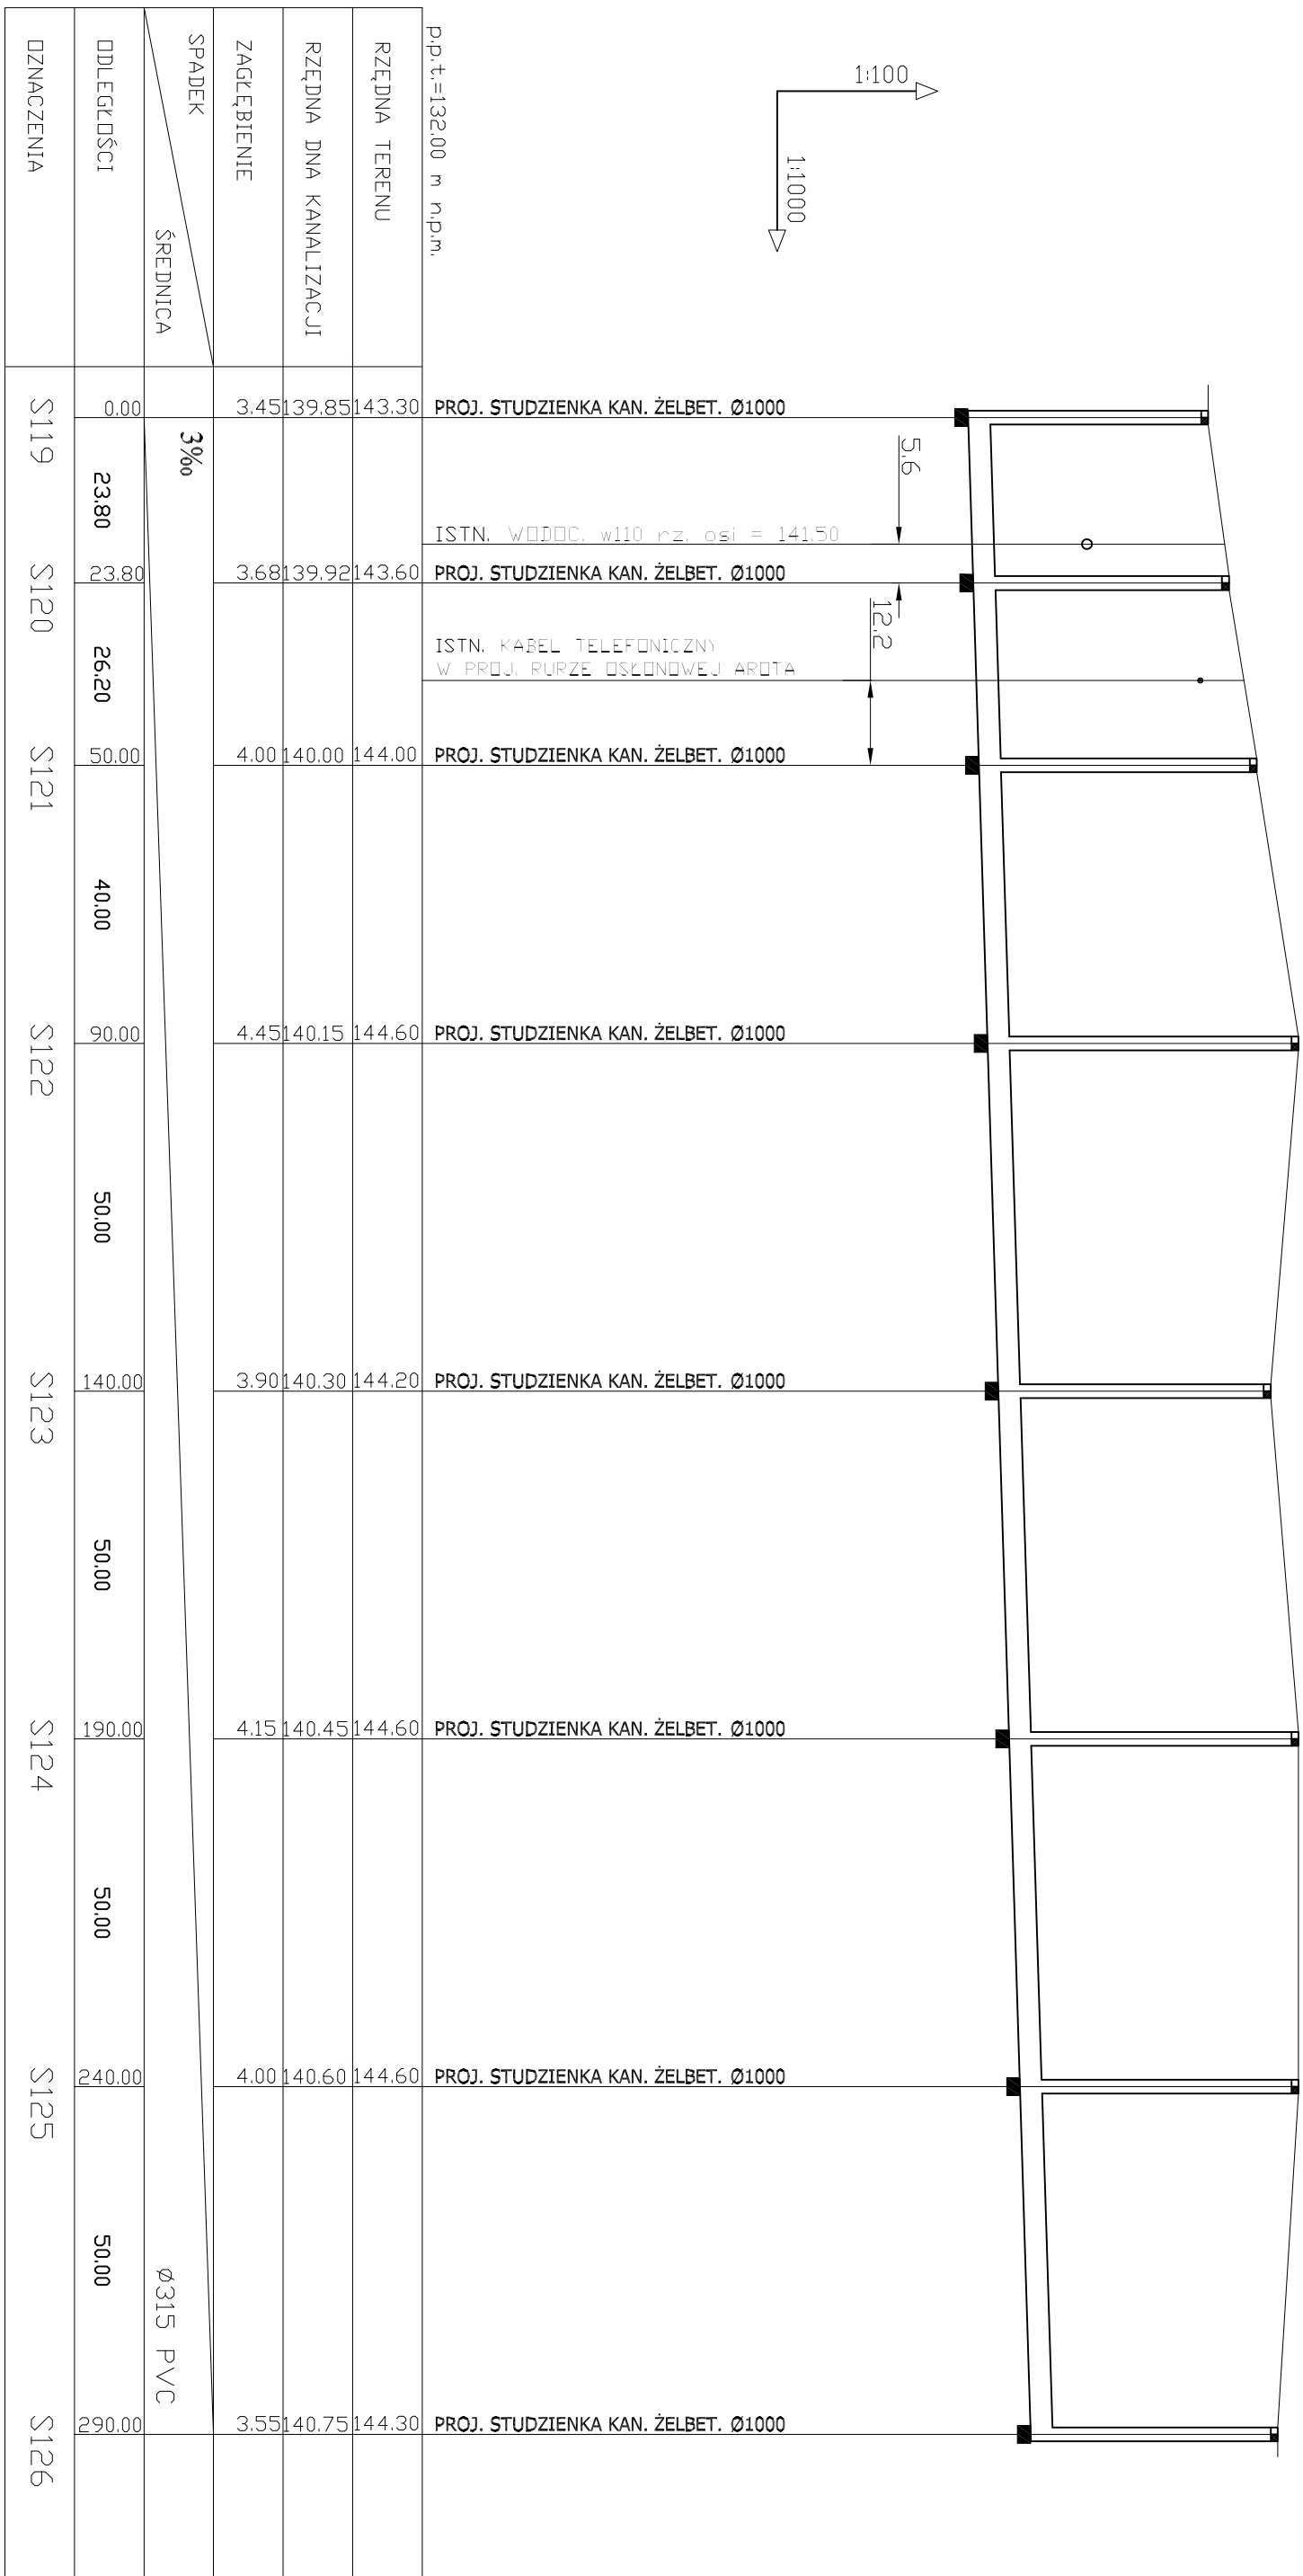 1:100
1:1000
p.p.t.=132.00 m n.p.m.
RZĘDNA TERENU
RZĘDNA DNA KANALIZACJI
ZAGŁĘBIENIE
SPADEK
ŚREDNICA
ODLEGŁOŚCI
OZNACZENIA
PROJ. STUDZIENKA KAN. ŻELBET. Ø1000
143.30
139.85
3.45
0.00
S119
3‰
23.80
5.6
ISTN. WODOC. w110 rz. osi = 141.50
PROJ. STUDZIENKA KAN. ŻELBET. Ø1000
143.60
139.92
3.68
23.80
S120
26.20
12.2
ISTN. KABEL TELEFONICZNY
W PROJ. RURZE OSŁONOWEJ AROTA
PROJ. STUDZIENKA KAN. ŻELBET. Ø1000
144.00
140.00
4.00
50.00
S121
40.00
PROJ. STUDZIENKA KAN. ŻELBET. Ø1000
144.60
140.15
4.45
90.00
S122
50.00
PROJ. STUDZIENKA KAN. ŻELBET. Ø1000
144.20
140.30
3.90
140.00
S123
50.00
PROJ. STUDZIENKA KAN. ŻELBET. Ø1000
144.60
140.45
4.15
190.00
S124
50.00
PROJ. STUDZIENKA KAN. ŻELBET. Ø1000
144.60
140.60
4.00
240.00
S125
50.00
Ø315 PVC
PROJ. STUDZIENKA KAN. ŻELBET. Ø1000
144.30
140.75
3.55
290.00
S126